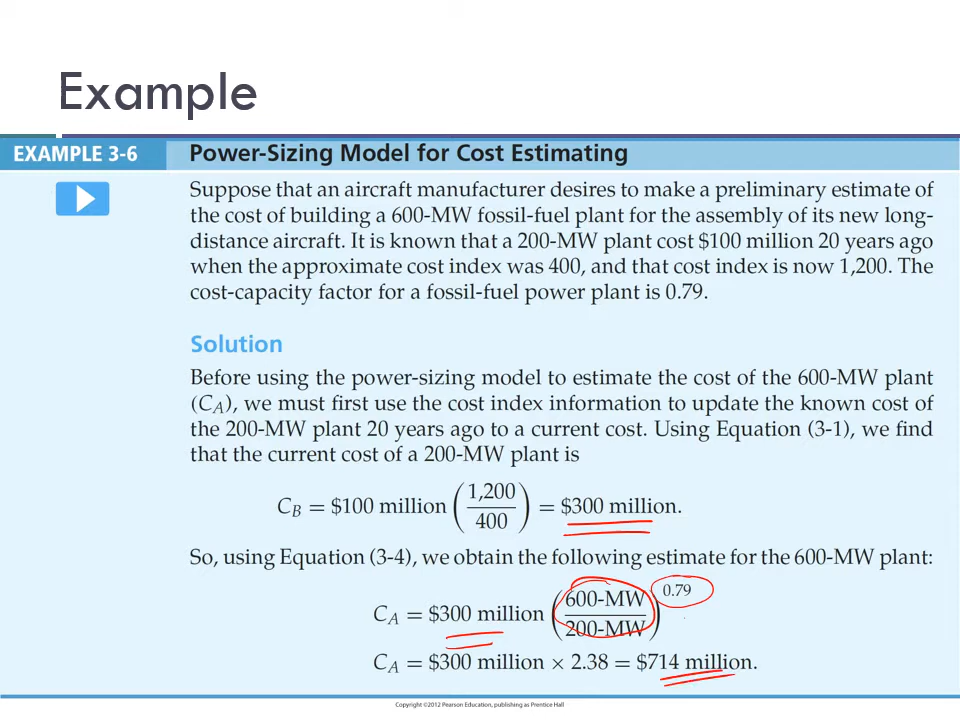 Example
EXAMPLE 3-6 Power-Sizing Model for Cost Estimating
Suppose that an aircraft manufacturer desires to make a preliminary estimate of
the cost of building a 600-MW fossil-fuel plant for the assembly of its new long-
distance aircraft. It is known that a 200-MW plant cost $100 million 20 years ago
when the approximate cost index was 400, and that cost index is now 1,200. The
cost-capacity factor for a fossil-fuel power plant is 0.79.
Solution
Before using the power-sizing model to estimate the cost of the 600-MW plant
(C_A), we must first use the cost index information to update the known cost of
the 200-MW plant 20 years ago to a current cost. Using Equation (3-1), we find
that the current cost of a 200-MW plant is
C_B = $100 million (1,200/400) = $300 million.
So, using Equation (3-4), we obtain the following estimate for the 600-MW plant:
C_A = $300 million (600-MW/200-MW)^0.79
C_A = $300 million × 2.38 = $714 million.
Copyright ©2012 Pearson Education, publishing as Prentice Hall